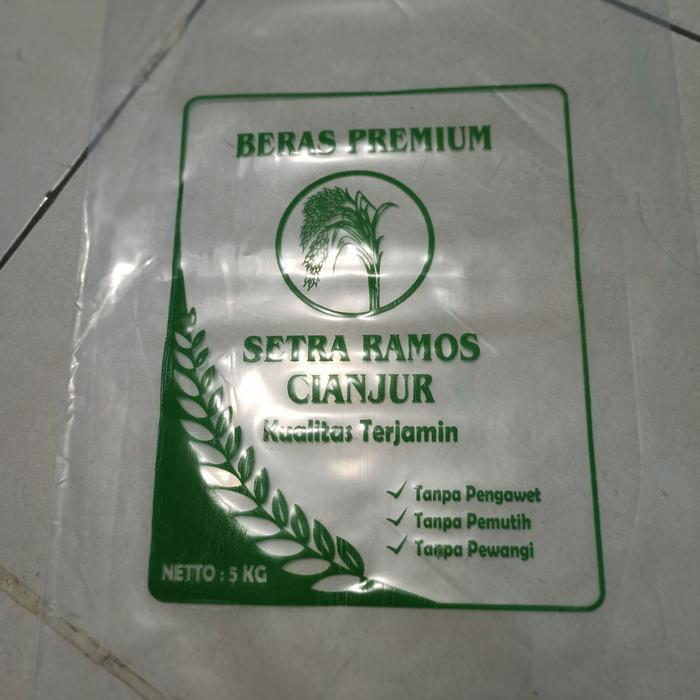 BERAS PREMIUM
SETRA RAMOS
CIANJUR
Kualitas Terjamin
✓ Tanpa Pengawet
✓ Tanpa Pemutih
✓ Tanpa Pewangi
NETTO : 5 KG